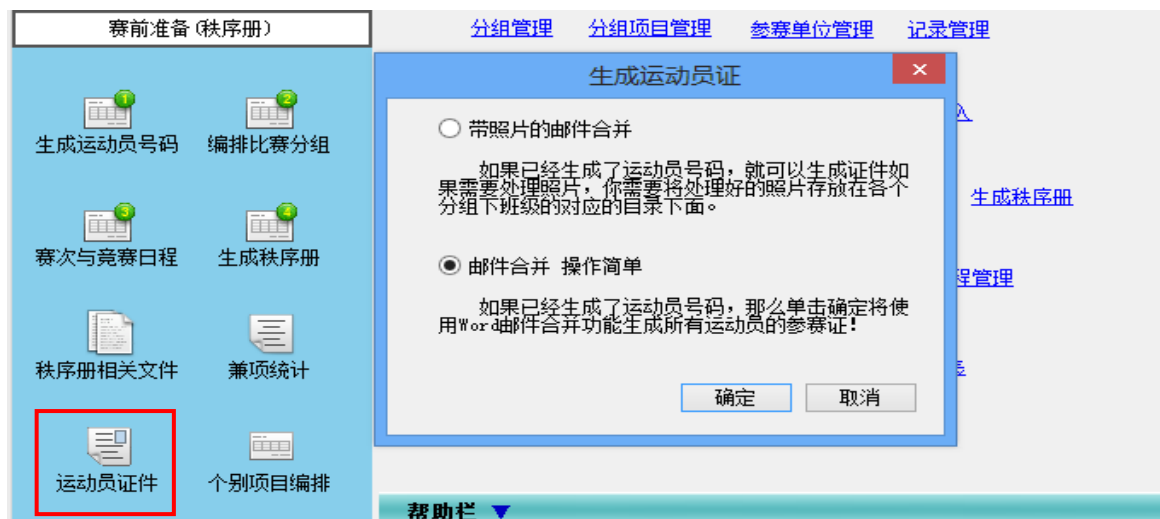 赛前准备(秩序册)
分组管理 分组项目管理 参赛单位管理 记录管理
生成运动员证
入
1 2
生成运动员号码 编排比赛分组
带照片的邮件合并
如果已经生成了运动员号码，就可以生成证件如
果需要处理照片，你需要将处理好的照片存放在各个
分组下班级的对应的目录下面。
生成秩序册
3 4
赛次与竞赛日程 生成秩序册
邮件合并 操作简单
程管理
如果已经生成了运动员号码，那么单击确定将使
用Word邮件合并功能生成所有运动员的参赛证!
秩序册相关文件 兼项统计
确定 取消
运动员证件 个别项目编排
帮助栏